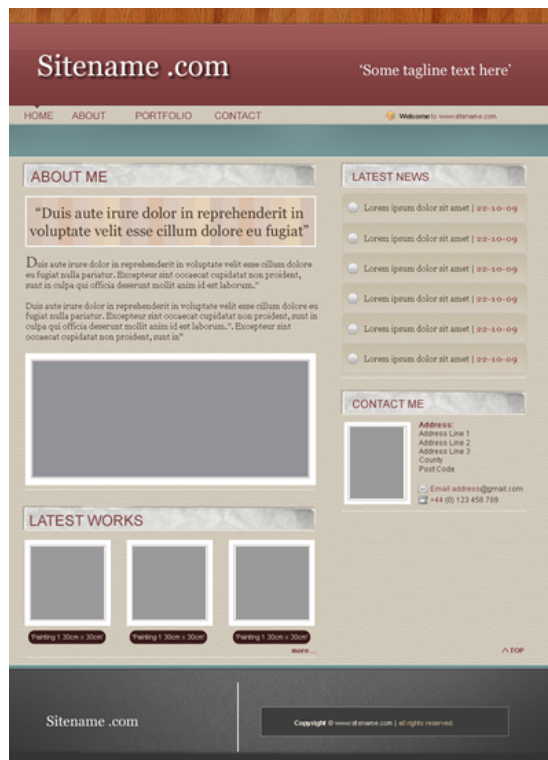 Sitename .com
‘Some tagline text here’
HOME ABOUT PORTFOLIO CONTACT
Welcome to www.sitename.com
ABOUT ME
“Duis aute irure dolor in reprehenderit in
voluptate velit esse cillum dolore eu fugiat”
Duis aute irure dolor in reprehenderit in voluptate velit esse cillum dolore
eu fugiat nulla pariatur. Excepteur sint occaecat cupidatat non proident,
sunt in culpa qui officia deserunt mollit anim id est laborum."
Duis aute irure dolor in reprehenderit in voluptate velit esse cillum dolore eu
fugiat nulla pariatur. Excepteur sint occaecat cupidatat non proident, sunt in
culpa qui officia deserunt mollit anim id est laborum.". Excepteur sint
occaecat cupidatat non proident, sunt in"
LATEST WORKS
'Painting 1 30cm x 30cm'
'Painting 1 30cm x 30cm'
'Painting 1 30cm x 30cm'
more...
LATEST NEWS
Lorem ipsum dolor sit amet | 22-10-09
Lorem ipsum dolor sit amet | 22-10-09
Lorem ipsum dolor sit amet | 22-10-09
Lorem ipsum dolor sit amet | 22-10-09
Lorem ipsum dolor sit amet | 22-10-09
Lorem ipsum dolor sit amet | 22-10-09
CONTACT ME
Address:
Address Line 1
Address Line 2
Address Line 3
County
Post Code
Email address@gmail.com
+44 (0) 123 456 789
TOP
Sitename .com
Copyright © www.sitename.com | all rights reserved.